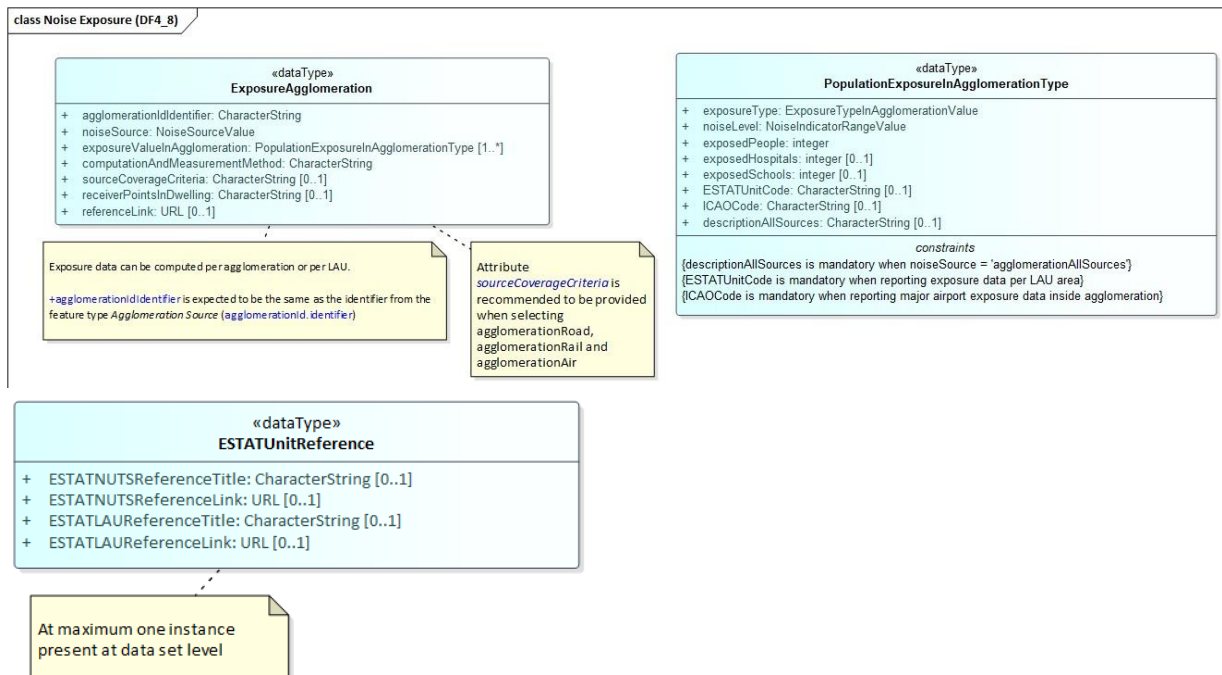 class Noise Exposure (DF4_8)
«dataType»
ExposureAgglomeration
+ agglomerationIdIdentifier: CharacterString
+ noiseSource: NoiseSourceValue
+ exposureValueInAgglomeration: PopulationExposureInAgglomerationType [1..*]
+ computationAndMeasurementMethod: CharacterString
+ sourceCoverageCriteria: CharacterString [0..1]
+ receiverPointsInDwelling: CharacterString [0..1]
+ referenceLink: URL [0..1]
Exposure data can be computed per agglomeration or per LAU.
+agglomerationIdIdentifier is expected to be the same as the identifier from the
feature type Agglomeration Source (agglomerationId.identifier)
Attribute
sourceCoverageCriteria is
recommended to be provided
when selecting
agglomerationRoad,
agglomerationRail and
agglomerationAir
«dataType»
PopulationExposureInAgglomerationType
+ exposureType: ExposureTypeInAgglomerationValue
+ noiseLevel: NoiseIndicatorRangeValue
+ exposedPeople: integer
+ exposedHospitals: integer [0..1]
+ exposedSchools: integer [0..1]
+ ESTATUnitCode: CharacterString [0..1]
+ ICAOCode: CharacterString [0..1]
+ descriptionAllSources: CharacterString [0..1]
constraints
{descriptionAllSources is mandatory when noiseSource = 'agglomerationAllSources'}
{ESTATUnitCode is mandatory when reporting exposure data per LAU area}
{ICAOCode is mandatory when reporting major airport exposure data inside agglomeration}
«dataType»
ESTATUnitReference
+ ESTATNUTSReferenceTitle: CharacterString [0..1]
+ ESTATNUTSReferenceLink: URL [0..1]
+ ESTATLAUReferenceTitle: CharacterString [0..1]
+ ESTATLAUReferenceLink: URL [0..1]
At maximum one instance
present at data set level